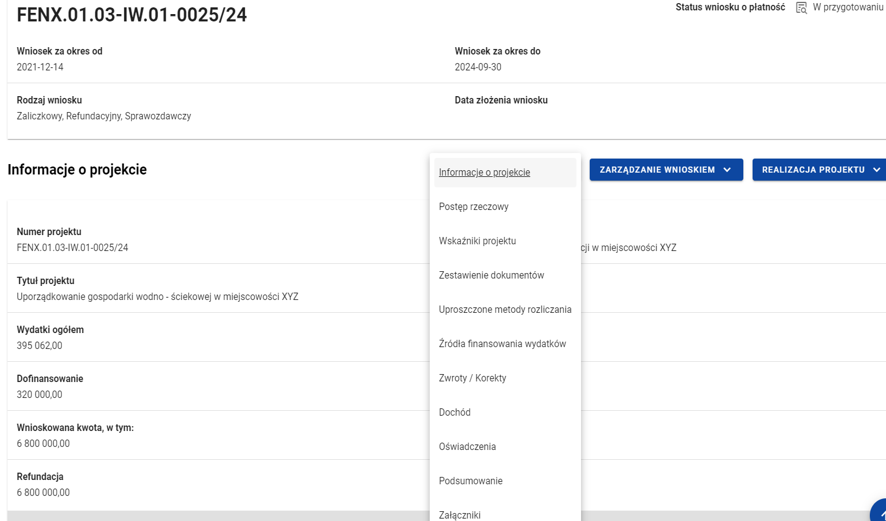 FENX.01.03-IW.01-0025/24
Status wniosku o płatność W przygotowaniu
Wniosek za okres od
Wniosek za okres do
2021-12-14
2024-09-30
Rodzaj wniosku
Data złożenia wniosku
Zaliczkowy, Refundacyjny, Sprawozdawczy
Informacje o projekcie
ZARZĄDZANIE WNIOSKIEM
REALIZACJA PROJEKTU
Informacje o projekcie
Postęp rzeczowy
Wskaźniki projektu
Zestawienie dokumentów
Uproszczone metody rozliczania
Źródła finansowania wydatków
Zwroty / Korekty
Dochód
Oświadczenia
Podsumowanie
Załączniki
Numer projektu
FENX.01.03-IW.01-0025/24
cji w miejscowości XYZ
Tytuł projektu
Uporządkowanie gospodarki wodno - ściekowej w miejscowości XYZ
Wydatki ogółem
395 062,00
Dofinansowanie
320 000,00
Wnioskowana kwota, w tym:
6 800 000,00
Refundacja
6 800 000,00